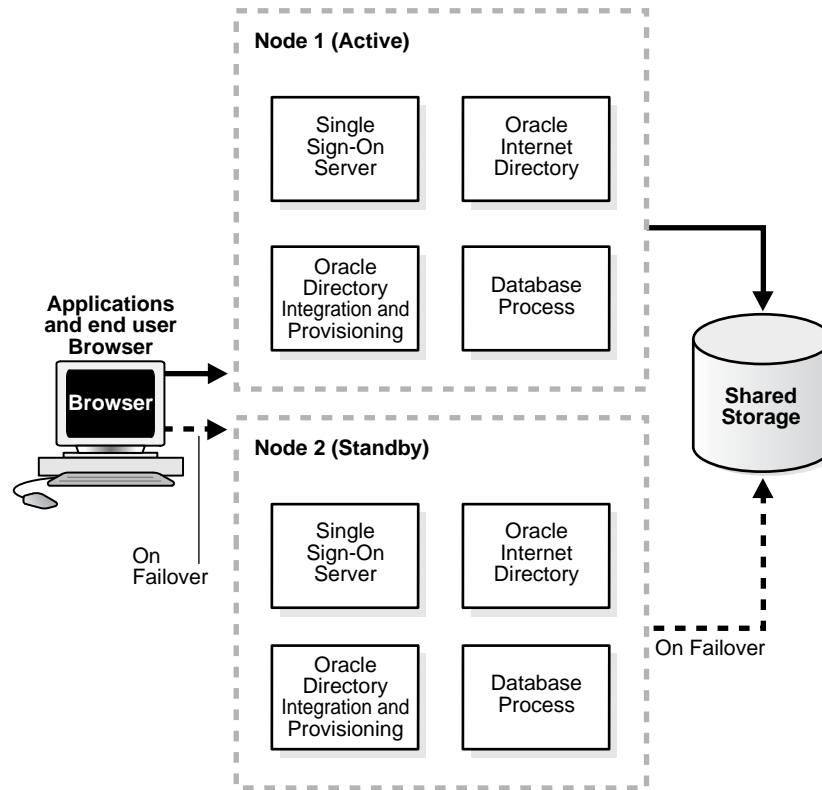 Node 1 (Active)
Single
Sign-On
Server
Oracle
Internet
Directory
Oracle
Directory
Integration and
Provisioning
Database
Process
Applications
and end user
Browser
Browser
Shared
Storage
Node 2 (Standby)
Single
Sign-On
Server
Oracle
Internet
Directory
On
Failover
Oracle
Directory
Integration and
Provisioning
Database
Process
On Failover